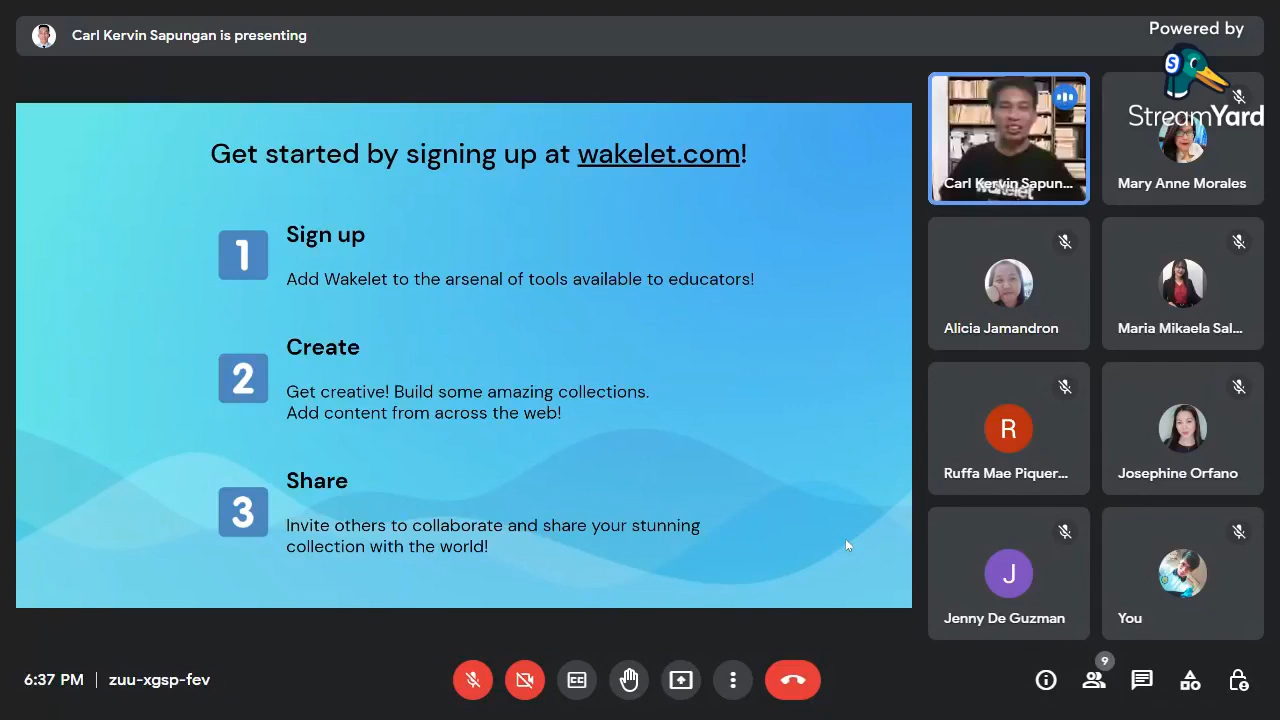 Carl Kervin Sapungan is presenting
Powered by
StreamYard
Get started by signing up at wakelet.com!
1
Sign up
Add Wakelet to the arsenal of tools available to educators!
2
Create
Get creative! Build some amazing collections.
Add content from across the web!
3
Share
Invite others to collaborate and share your stunning
collection with the world!
S
wakelet
Carl Kervin Sapun...
Mary Anne Morales
Alicia Jamandron
Maria Mikaela Sal...
R
Ruffa Mae Piquer...
Josephine Orfano
J
Jenny De Guzman
You
6:37 PM | zuu-xgsp-fev
CC
9